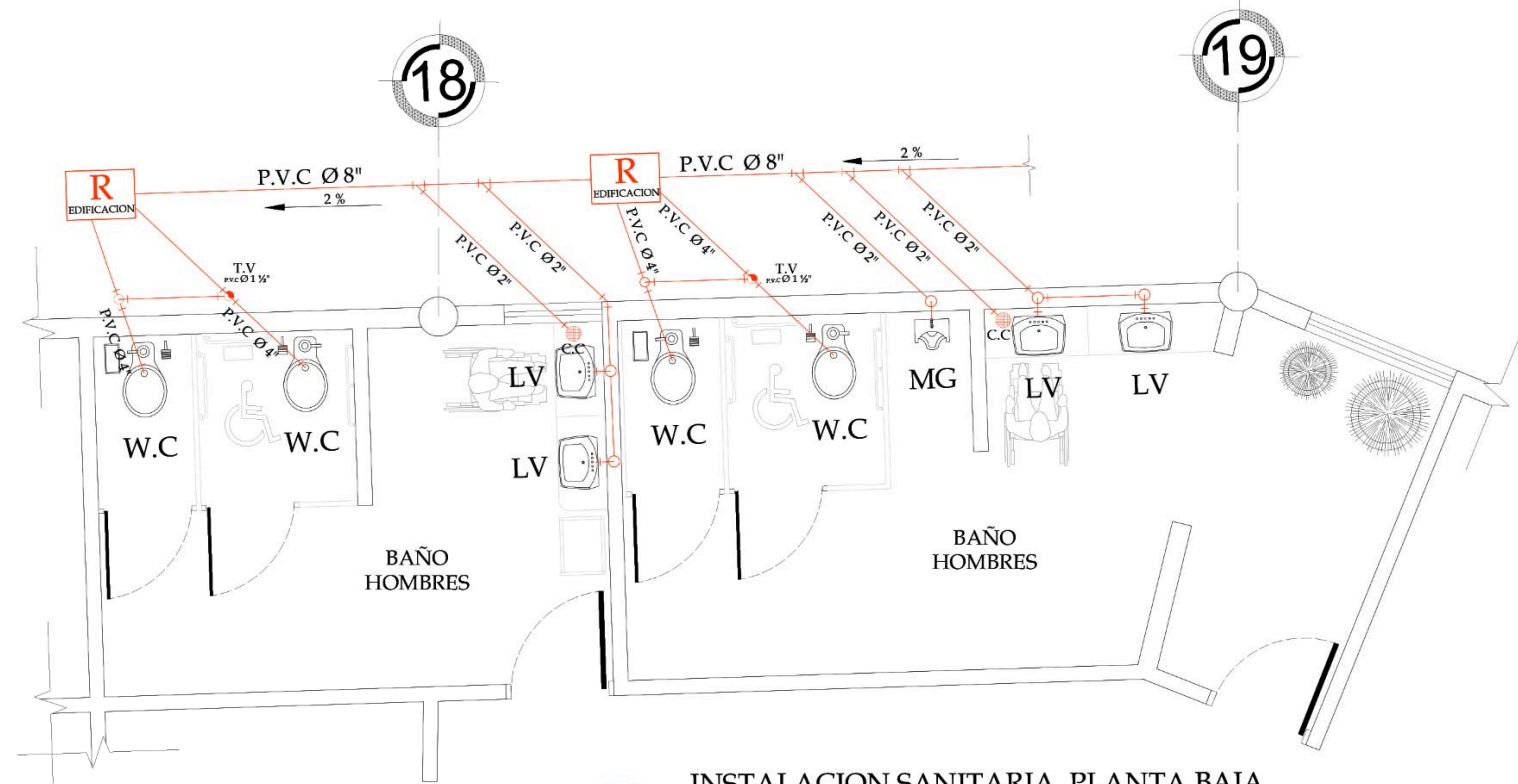 18
19
R
EDIFICACION
P.V.C Ø 8"
2 %
R
EDIFICACION
P.V.C Ø 8"
2 %
P.V.C Ø 2"
P.V.C Ø 2"
P.V.C Ø 4"
P.V.C Ø 4"
P.V.C Ø 2"
P.V.C Ø 2"
P.V.C Ø 2"
T.V
P.V.C Ø 1 ½"
T.V
P.V.C Ø 1 ½"
P.V.C Ø 4"
P.V.C Ø 4"
C.C
C.C
LV
MG
LV
LV
W.C
W.C
LV
W.C
W.C
BAÑO
HOMBRES
BAÑO
HOMBRES
INSTALACION SANITARIA PLANTA BAJA